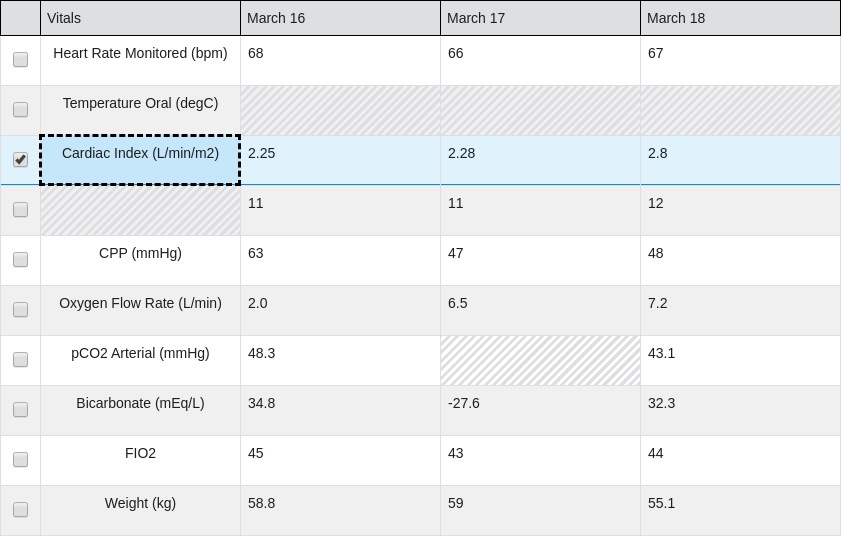 Vitals March 16 March 17 March 18
Heart Rate Monitored (bpm) 68 66 67
Temperature Oral (degC)
Cardiac Index (L/min/m2) 2.25 2.28 2.8
11 11 12
CPP (mmHg) 63 47 48
Oxygen Flow Rate (L/min) 2.0 6.5 7.2
pCO2 Arterial (mmHg) 48.3 43.1
Bicarbonate (mEq/L) 34.8 -27.6 32.3
FIO2 45 43 44
Weight (kg) 58.8 59 55.1